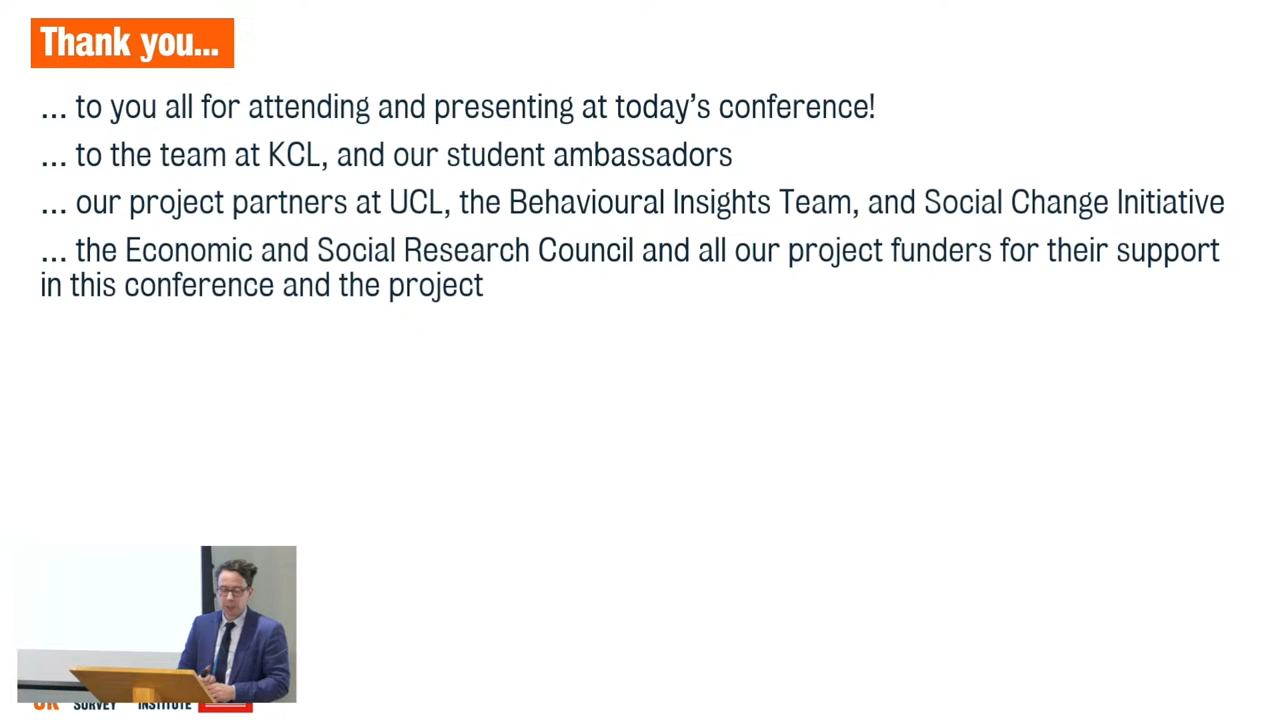 Thank you...
... to you all for attending and presenting at today's conference!
... to the team at KCL, and our student ambassadors
... our project partners at UCL, the Behavioural Insights Team, and Social Change Initiative
... the Economic and Social Research Council and all our project funders for their support
in this conference and the project
SURVEY INSTITUTE